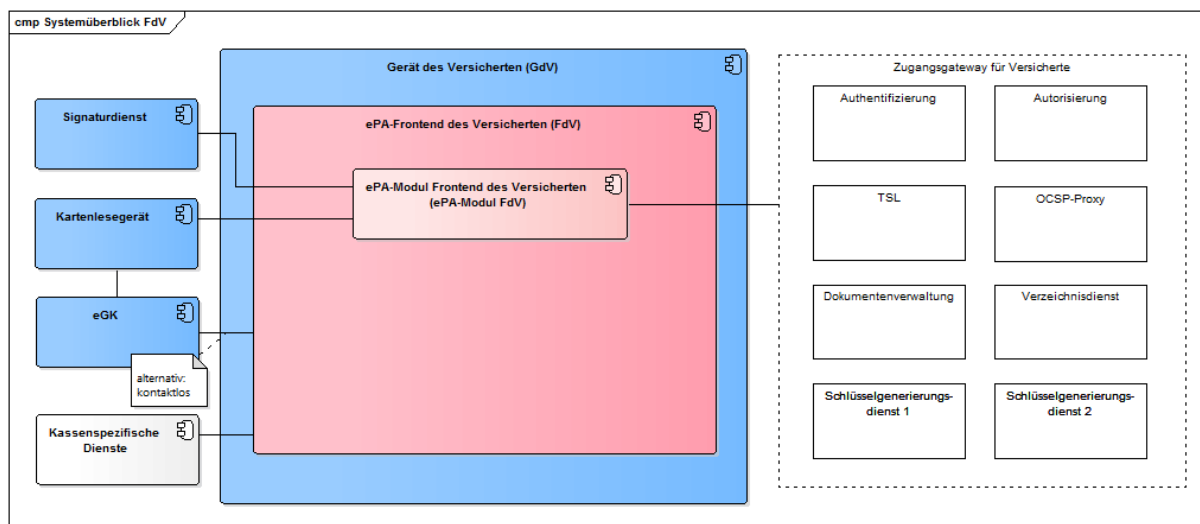 cmp Systemüberblick FdV
Gerät des Versicherten (GdV)
Zugangsgateway für Versicherte
Signaturdienst
ePA-Frontend des Versicherten (FdV)
Authentifizierung
Autorisierung
ePA-Modul Frontend des Versicherten
(ePA-Modul FdV)
Kartenlesegerät
TSL
OCSP-Proxy
eGK
Dokumentenverwaltung
Verzeichnisdienst
alternativ:
kontaktlos
Kassenspezifische
Dienste
Schlüsselgenerierungs-
dienst 1
Schlüsselgenerierungs-
dienst 2